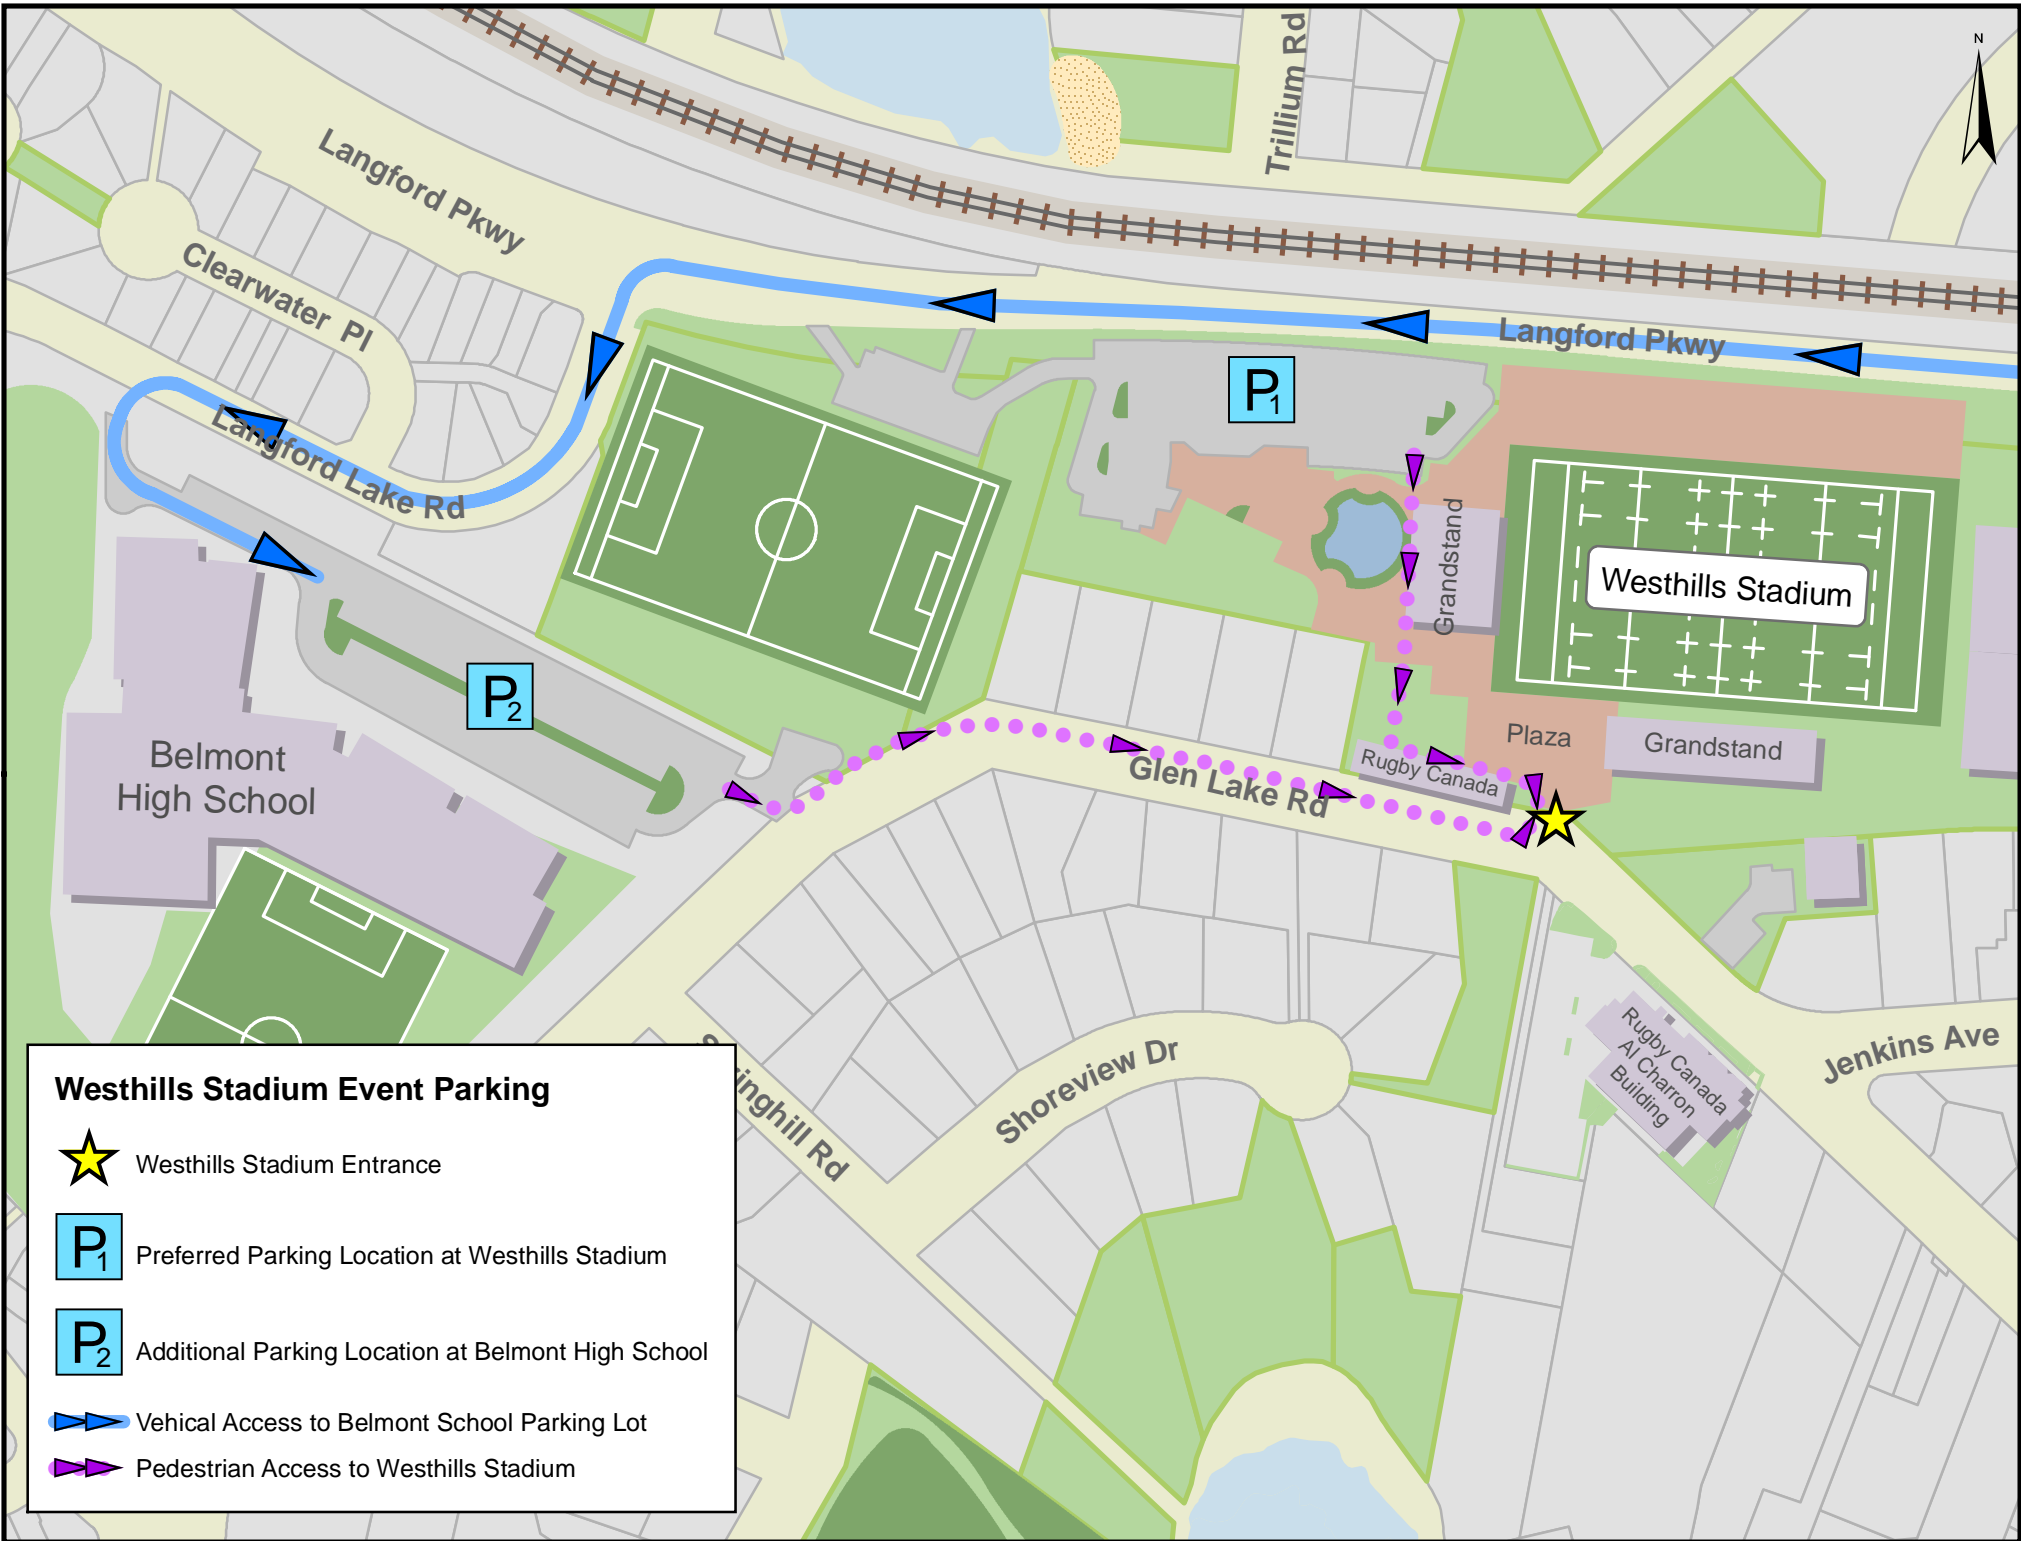 N
Trillium Rd
Langford Pkwy
Clearwater Pl
Langford Pkwy
P1
Langford Lake Rd
Grandstand
Westhills Stadium
P2
Plaza
Grandstand
Rugby Canada
Belmont
High School
Glen Lake Rd
Rugby Canada
Al Charron
Building
Jenkins Ave
Shoreview Dr
inghill Rd
Westhills Stadium Event Parking
Westhills Stadium Entrance
P1 Preferred Parking Location at Westhills Stadium
P2 Additional Parking Location at Belmont High School
Vehical Access to Belmont School Parking Lot
Pedestrian Access to Westhills Stadium